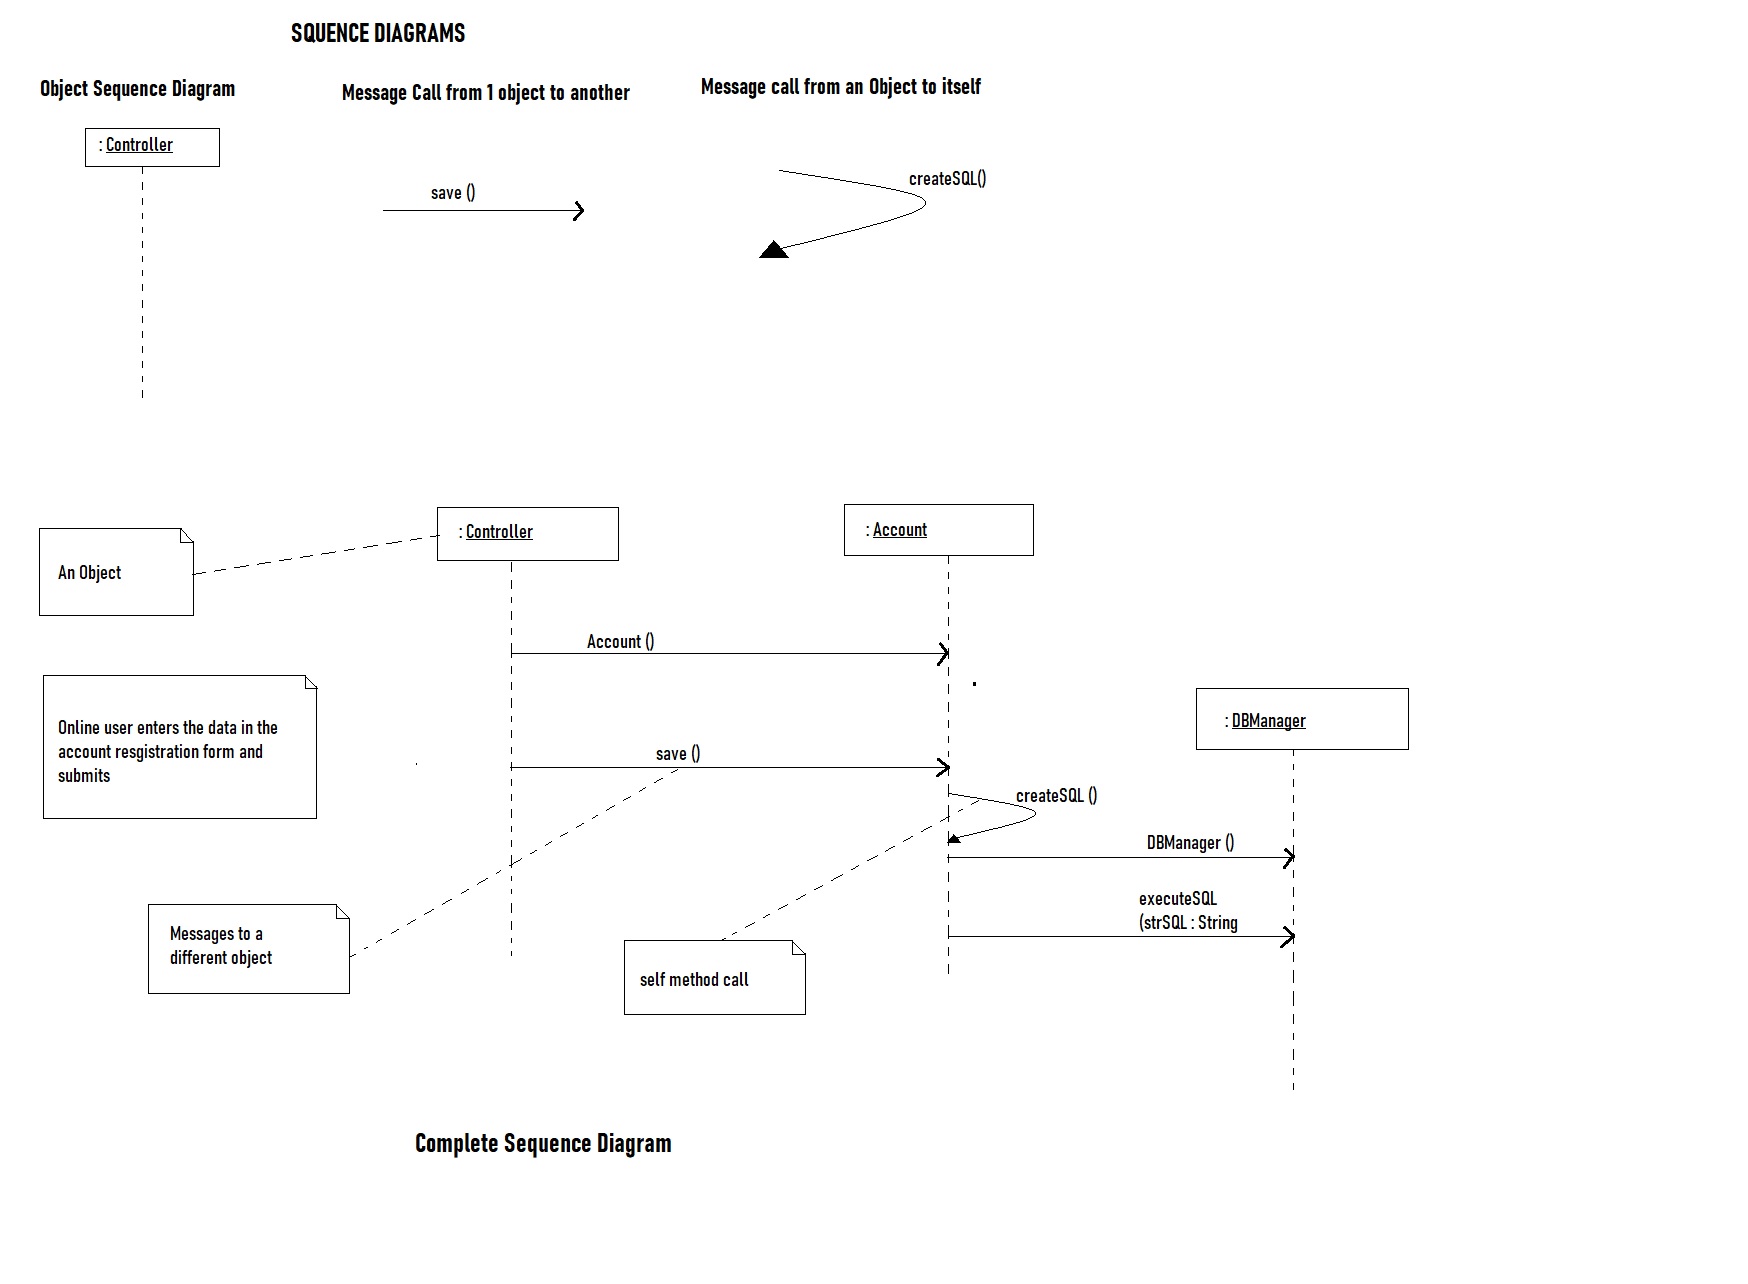 SQUENCE DIAGRAMS
Object Sequence Diagram
Message Call from 1 object to another
Message call from an Object to itself
: Controller
save ()
createSQL()
An Object
: Controller
: Account
Account ()
Online user enters the data in the
account resgistration form and
submits
: DBManager
save ()
createSQL ()
DBManager ()
executeSQL
(strSQL : String
Messages to a
different object
self method call
Complete Sequence Diagram